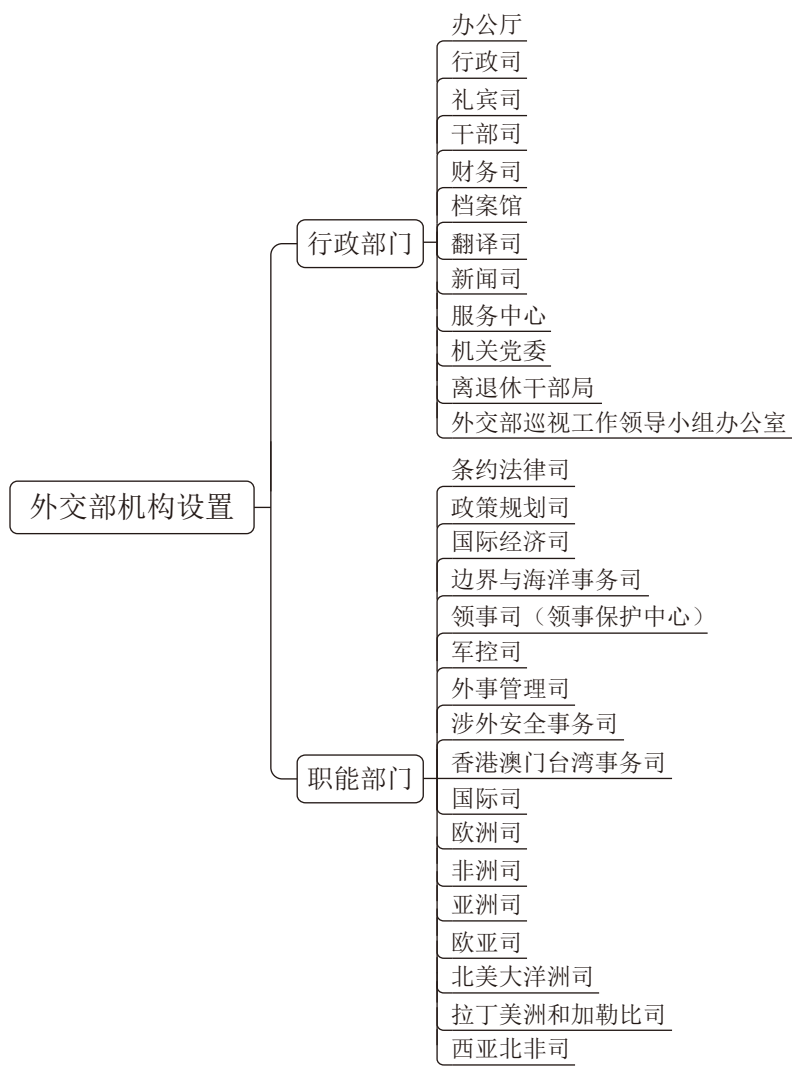 外交部机构设置
行政部门
办公厅
行政司
礼宾司
干部司
财务司
档案馆
翻译司
新闻司
服务中心
机关党委
离退休干部局
外交部巡视工作领导小组办公室
职能部门
条约法律司
政策规划司
国际经济司
边界与海洋事务司
领事司（领事保护中心）
军控司
外事管理司
涉外安全事务司
香港澳门台湾事务司
国际司
欧洲司
非洲司
亚洲司
欧亚司
北美大洋洲司
拉丁美洲和加勒比司
西亚北非司